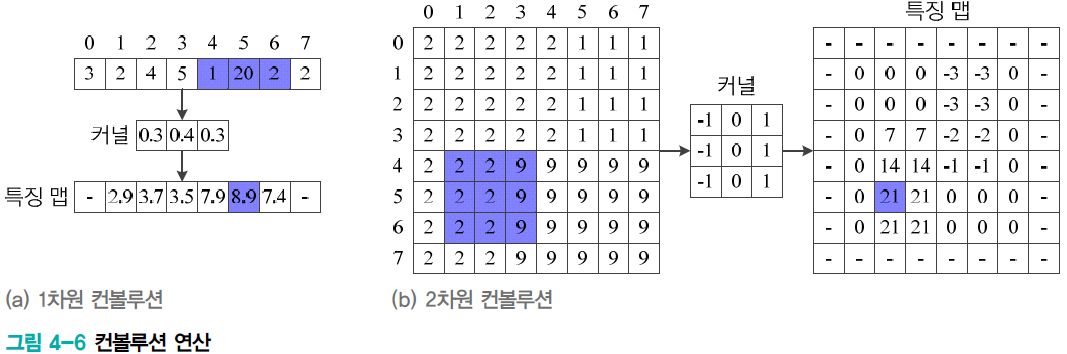 0 1 2 3 4 5 6 7
3 2 4 5 1 20 2 2
커널 0.3 0.4 0.3
특징 맵 - 2.9 3.7 3.5 7.9 8.9 7.4 -
(a) 1차원 컨볼루션
0 1 2 3 4 5 6 7
0 2 2 2 2 2 1 1 1
1 2 2 2 2 2 1 1 1
2 2 2 2 2 2 1 1 1
3 2 2 2 2 2 1 1 1
4 2 2 2 9 9 9 9 9
5 2 2 2 9 9 9 9 9
6 2 2 2 9 9 9 9 9
7 2 2 2 9 9 9 9 9
커널
-1 0 1
-1 0 1
-1 0 1
특징 맵
- - - - - - - -
- 0 0 0 -3 -3 0 -
- 0 0 0 -3 -3 0 -
- 0 7 7 -2 -2 0 -
- 0 14 14 -1 -1 0 -
- 0 21 21 0 0 0 -
- 0 21 21 0 0 0 -
- - - - - - - -
(b) 2차원 컨볼루션
그림 4-6 컨볼루션 연산